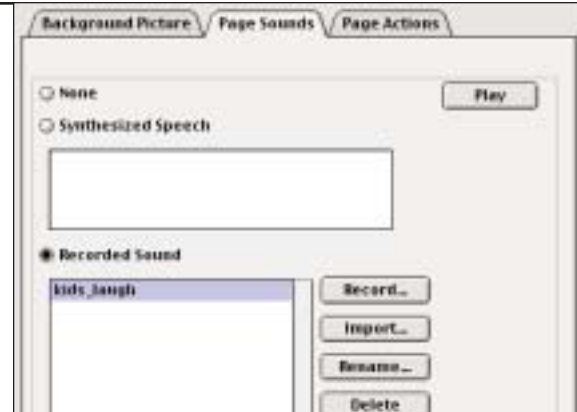 Background Picture Page Sounds Page Actions
None Play
Synthesized Speech
Recorded Sound
kids_laugh Record...
Import...
Rename...
Delete